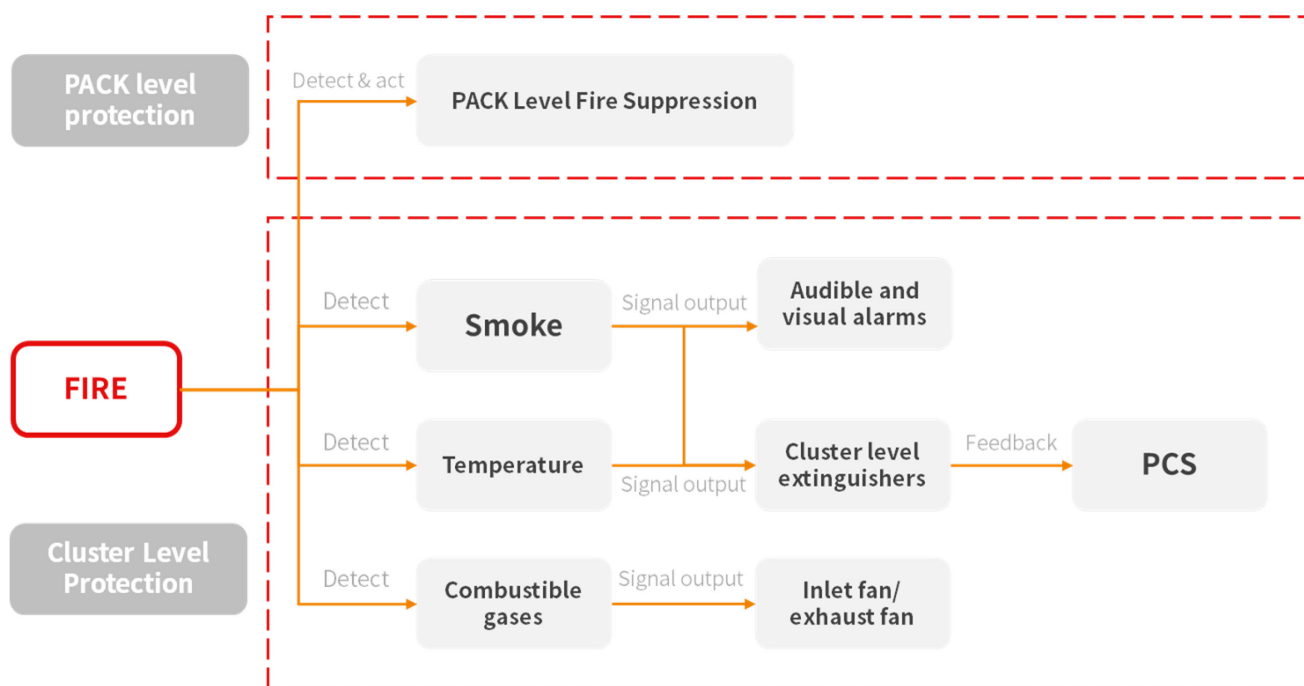 PACK level
protection
Detect & act
PACK Level Fire Suppression
Detect
Smoke
Signal output
Audible and
visual alarms
FIRE
Detect
Temperature
Signal output
Cluster level
extinguishers
Feedback
PCS
Cluster Level
Protection
Detect
Combustible
gases
Signal output
Inlet fan/
exhaust fan